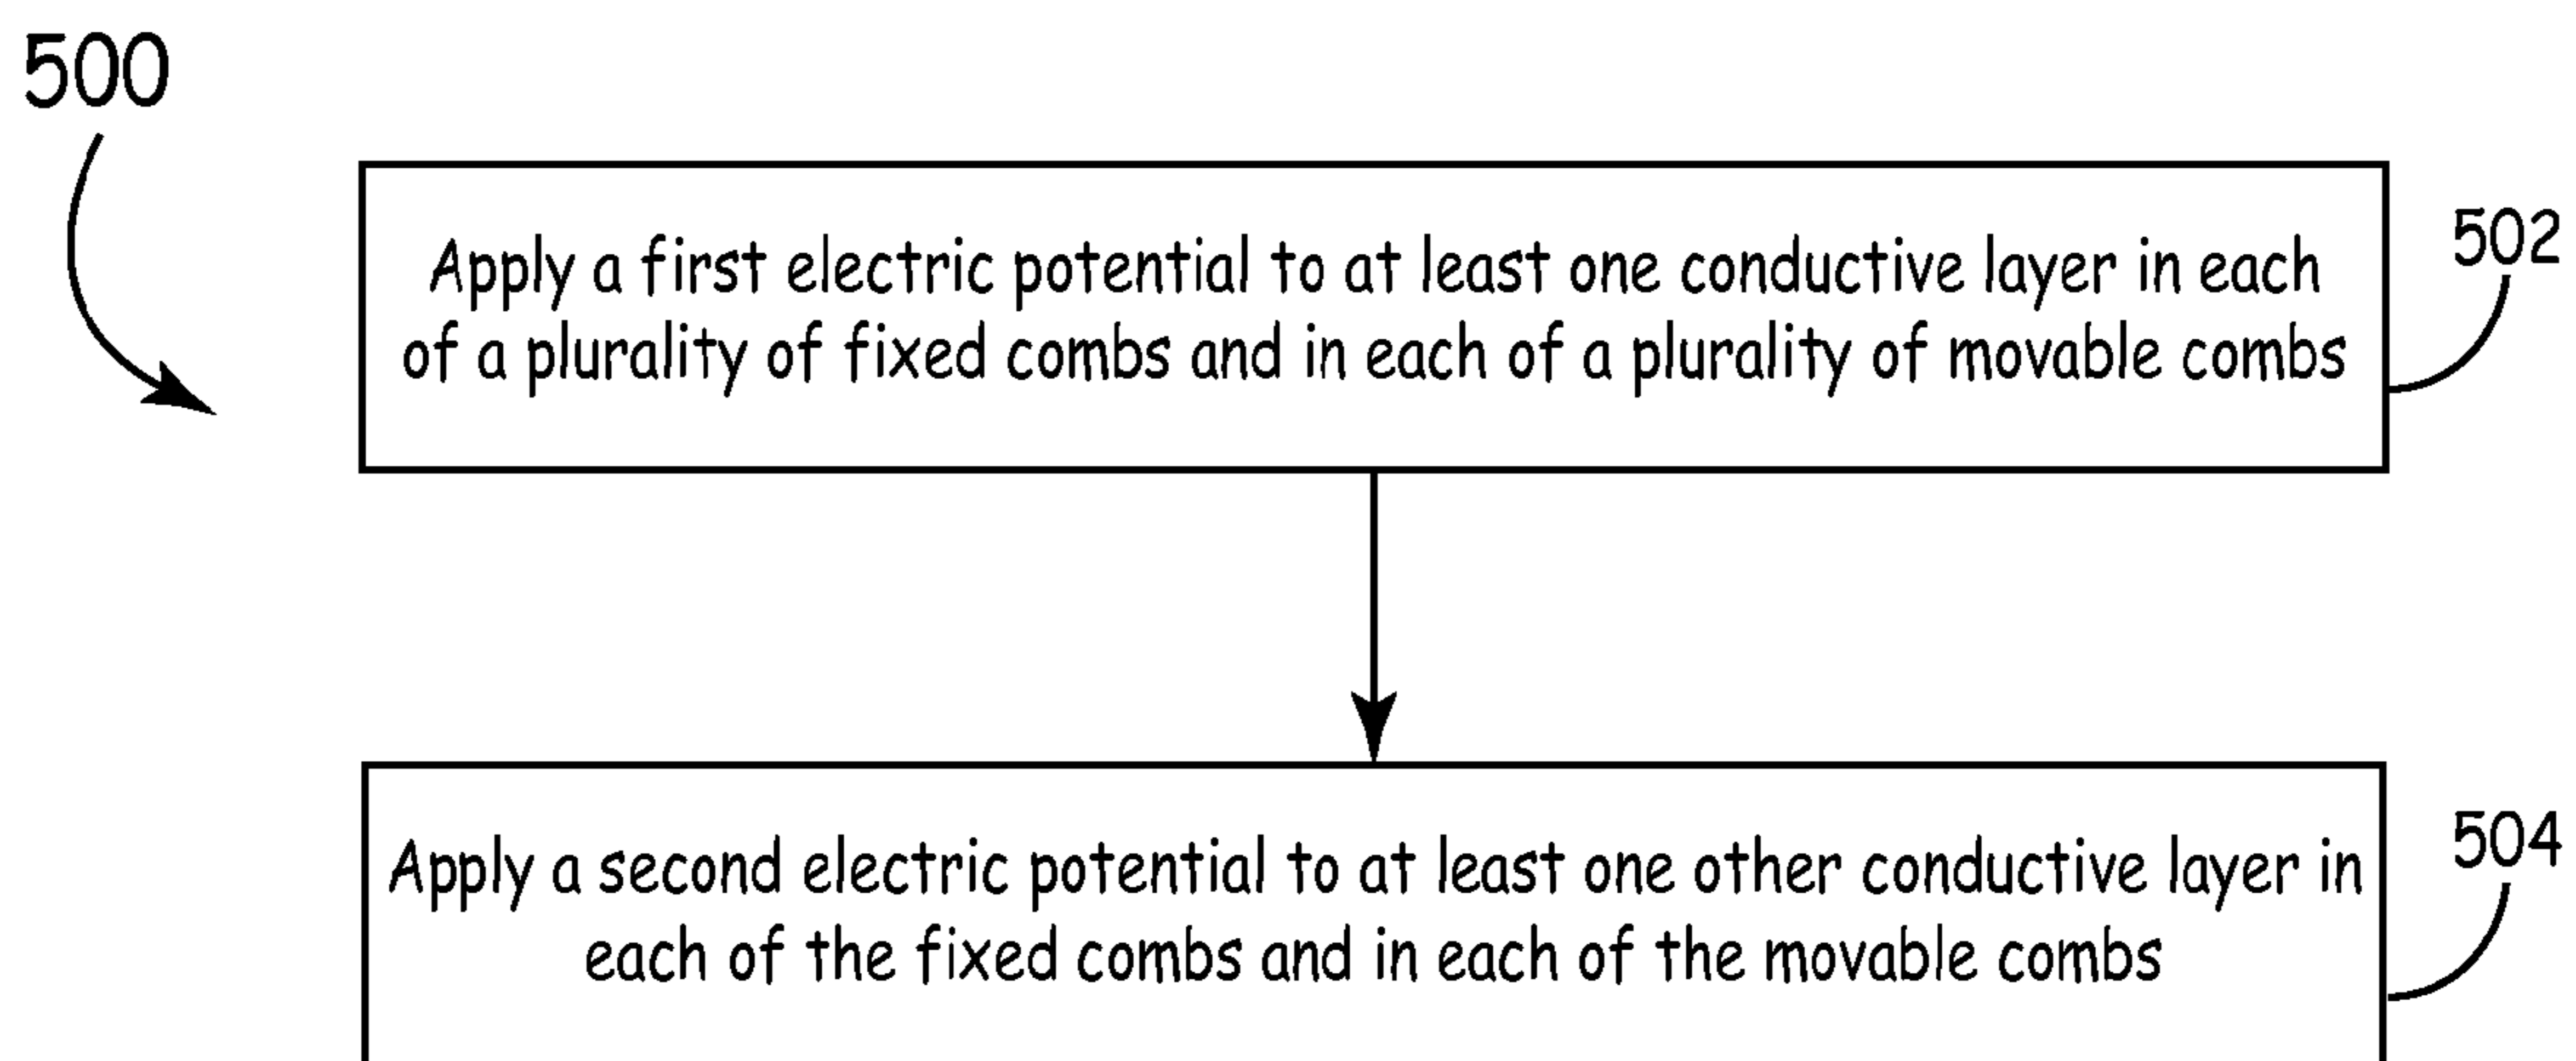 500
Apply a first electric potential to at least one conductive layer in each
of a plurality of fixed combs and in each of a plurality of movable combs
502
Apply a second electric potential to at least one other conductive layer in
each of the fixed combs and in each of the movable combs
504